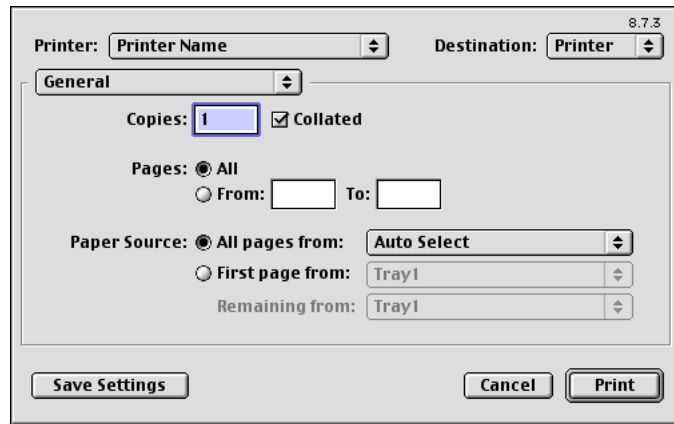 8.7.3
Printer: Printer Name Destination: Printer
General
Copies: 1 Collated
Pages: All
From: To:
Paper Source: All pages from: Auto Select
First page from: Tray1
Remaining from: Tray1
Save Settings Cancel Print